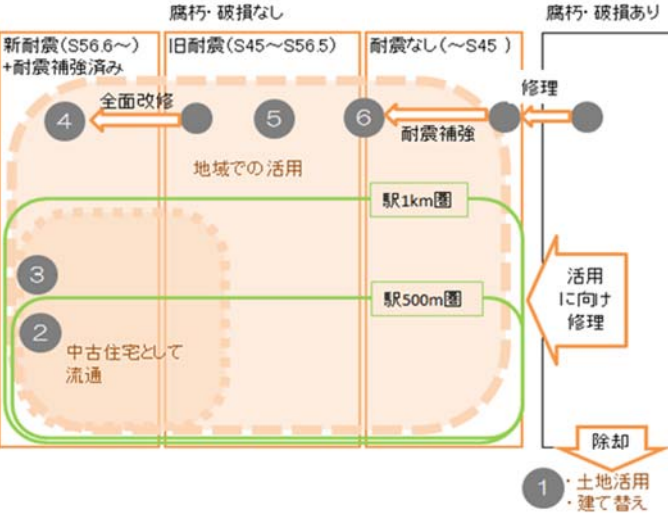 腐朽・破損なし
腐朽・破損あり
新耐震(S56.6～)
+耐震補強済み
旧耐震(S45～S56.5)
耐震なし(～S45 )
修理
4
全面改修
5
6
耐震補強
地域での活用
駅1km圏
3
駅500m圏
活用
に向け
修理
2
中古住宅として
流通
除却
1
・土地活用
・建て替え